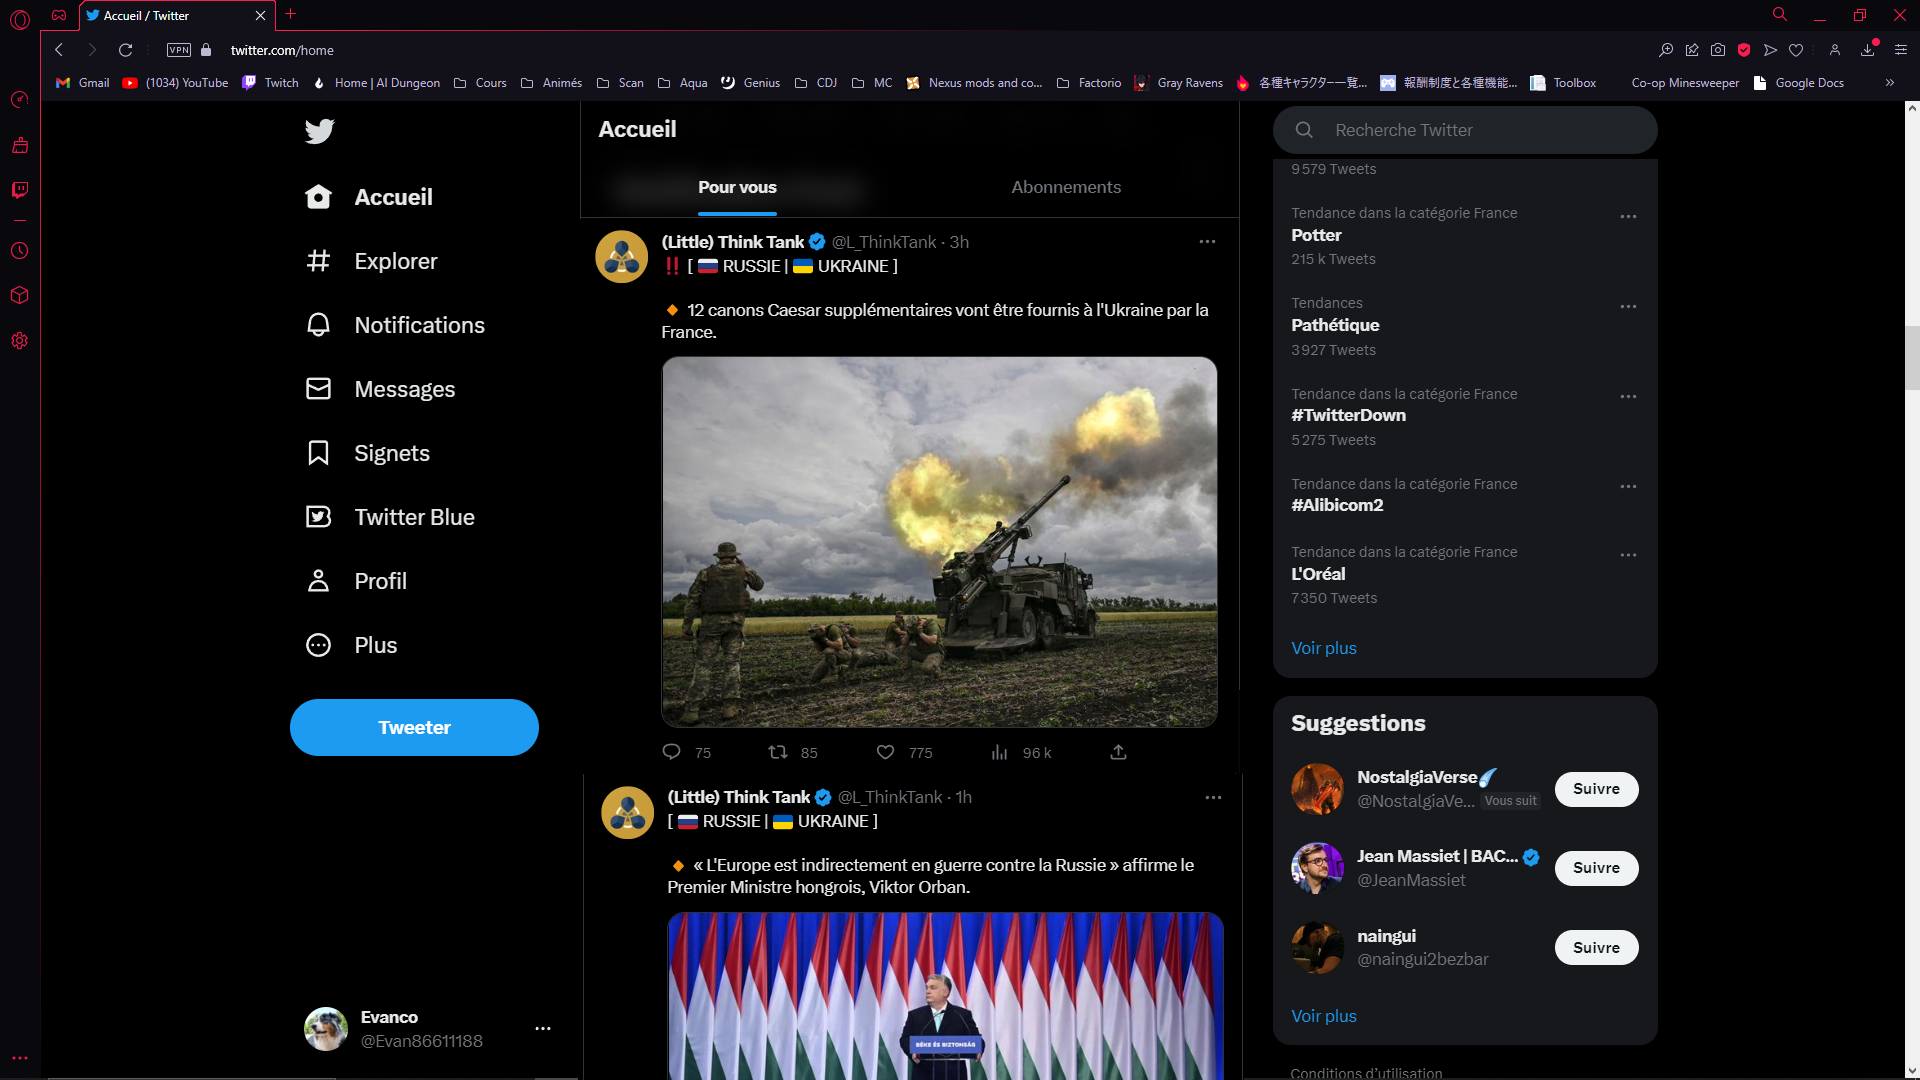 Accueil / Twitter
VPN
twitter.com/home
Gmail
(1034) YouTube
Twitch
Home | AI Dungeon
Cours
Animés
Scan
Aqua
Genius
CDJ
MC
Nexus mods and co...
Factorio
Gray Ravens
各種キャラクター一覧...
報酬制度と各種機能...
Toolbox
Co-op Minesweeper
Google Docs
Accueil
Explorer
Notifications
Messages
Signets
Twitter Blue
Profil
Plus
Tweeter
Evanco
@Evan86611188
Accueil
Pour vous
Abonnements
(Little) Think Tank @L_ThinkTank · 3h
‼️ [ 🇷🇺 RUSSIE | 🇺🇦 UKRAINE ]
🔸 12 canons Caesar supplémentaires vont être fournis à l'Ukraine par la
France.
75
85
775
96 k
(Little) Think Tank @L_ThinkTank · 1h
[ 🇷🇺 RUSSIE | 🇺🇦 UKRAINE ]
🔸 « L'Europe est indirectement en guerre contre la Russie » affirme le
Premier Ministre hongrois, Viktor Orban.
BÉKE ÉS BIZTONSÁG
Recherche Twitter
9 579 Tweets
Tendance dans la catégorie France
Potter
215 k Tweets
Tendances
Pathétique
3 927 Tweets
Tendance dans la catégorie France
#TwitterDown
5 275 Tweets
Tendance dans la catégorie France
#Alibicom2
Tendance dans la catégorie France
L'Oréal
7 350 Tweets
Voir plus
Suggestions
NostalgiaVerse
@NostalgiaVe... Vous suit
Suivre
Jean Massiet | BAC...
@JeanMassiet
Suivre
naingui
@naingui2bezbar
Suivre
Voir plus
Conditions d'utilisation